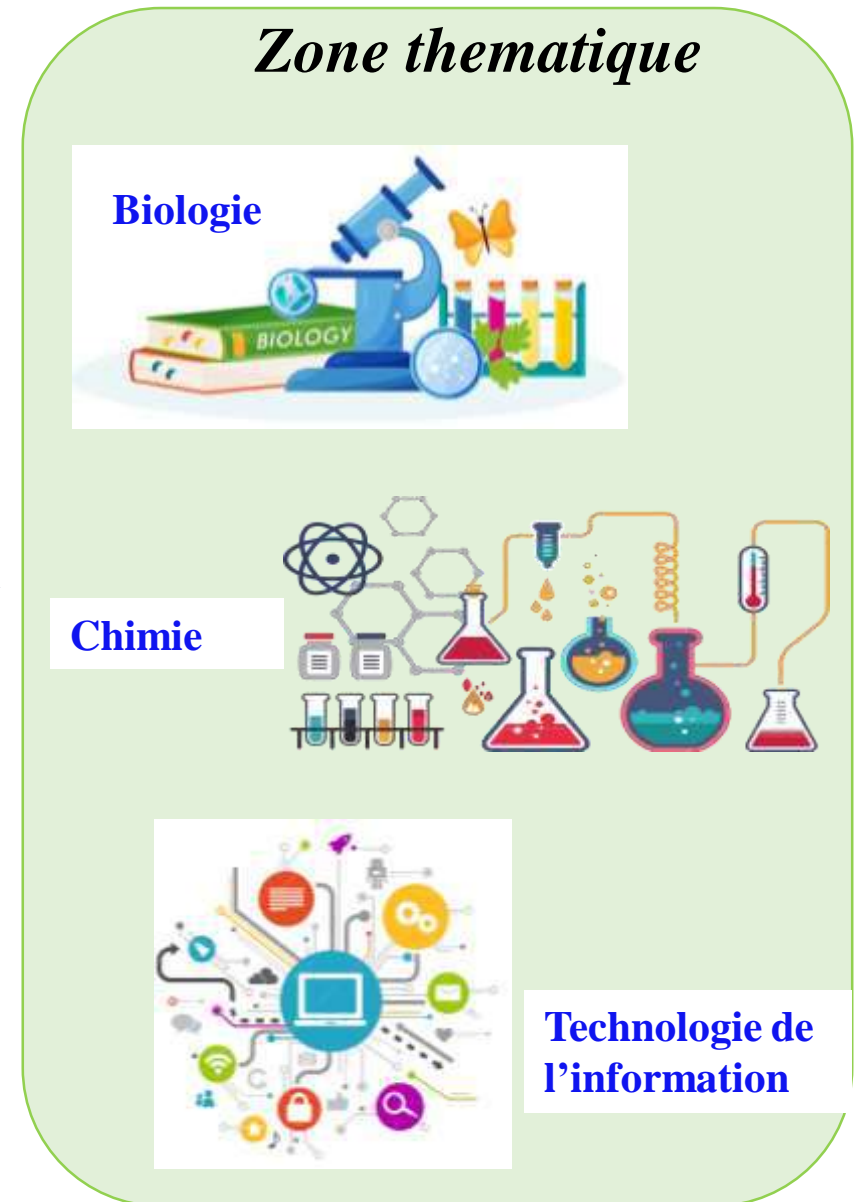 Zone thematique
Biologie
BIOLOGY
Chimie
Technologie de
l’information